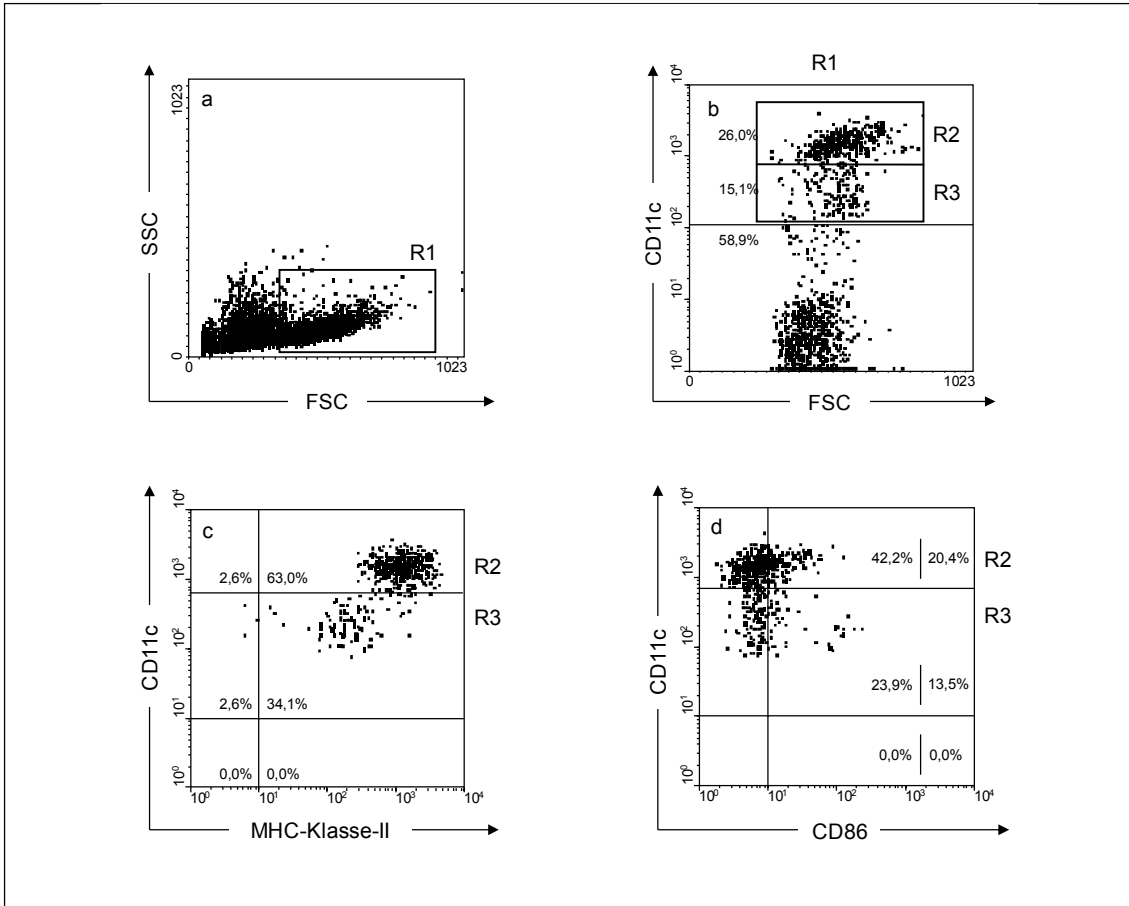 a
SSC
1023
0
R1
0
1023
FSC
R1
b
CD11c
10⁴
10³
10²
10¹
10⁰
26,0%
15,1%
58,9%
R2
R3
0
1023
FSC
c
CD11c
10⁴
10³
10²
10¹
10⁰
2,6% 63,0%
2,6% 34,1%
0,0% 0,0%
R2
R3
10⁰ 10¹ 10² 10³ 10⁴
MHC-Klasse-II
d
CD11c
10⁴
10³
10²
10¹
10⁰
42,2% 20,4%
23,9% 13,5%
0,0% 0,0%
R2
R3
10⁰ 10¹ 10² 10³ 10⁴
CD86